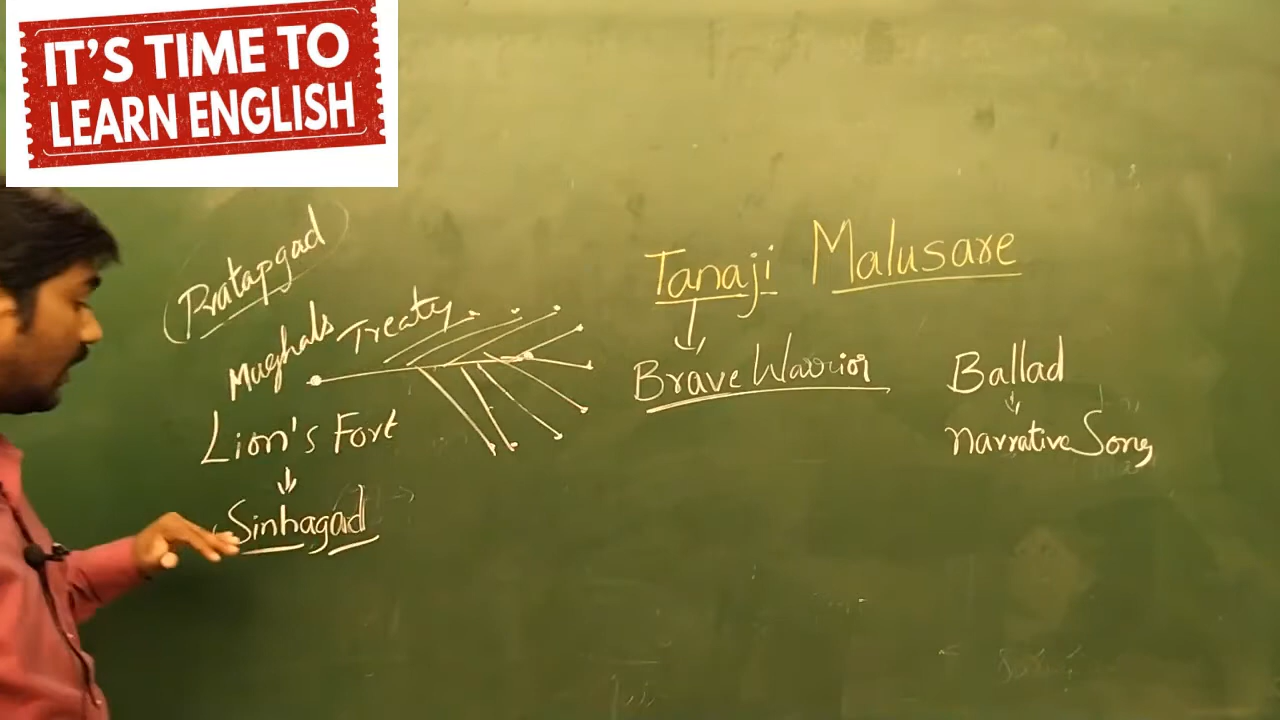 IT'S TIME TO
LEARN ENGLISH
Pratapgad
Mughals Treaty
Lion's Fort
Sinhagad
Tanaji Malusare
Brave Warrior
Ballad
narrative Song